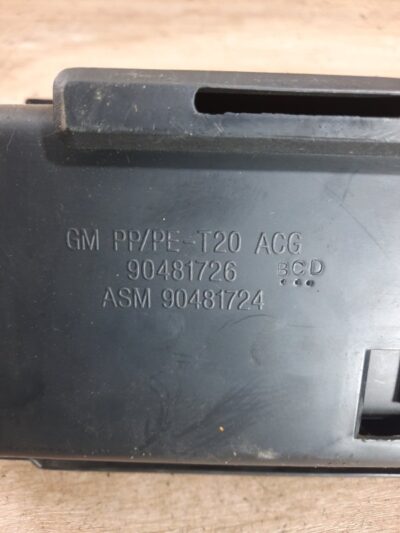 GM PP/PE-T20 ACG
90481726 BCD
ASM 90481724